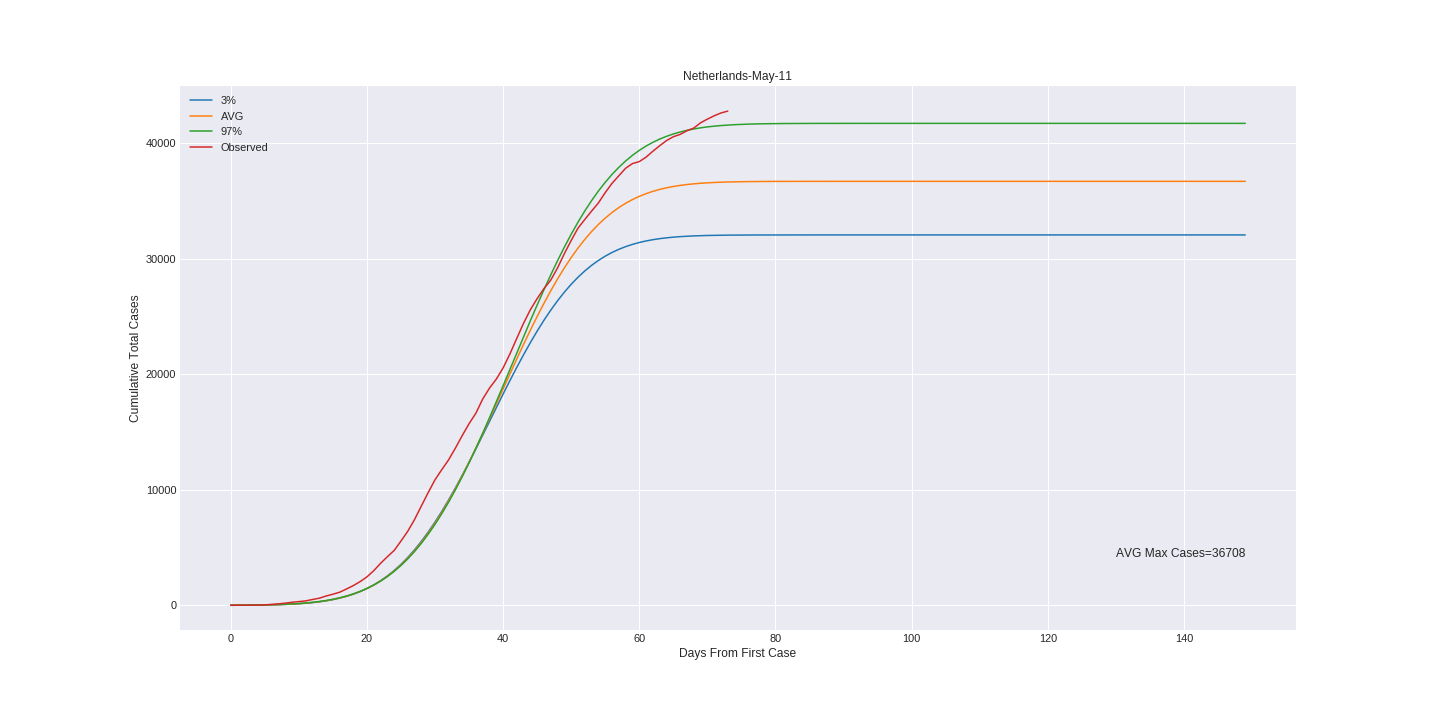 Netherlands-May-11
3%
AVG
97%
Observed
40000
30000
20000
10000
0
Cumulative Total Cases
AVG Max Cases=36708
0 20 40 60 80 100 120 140
Days From First Case